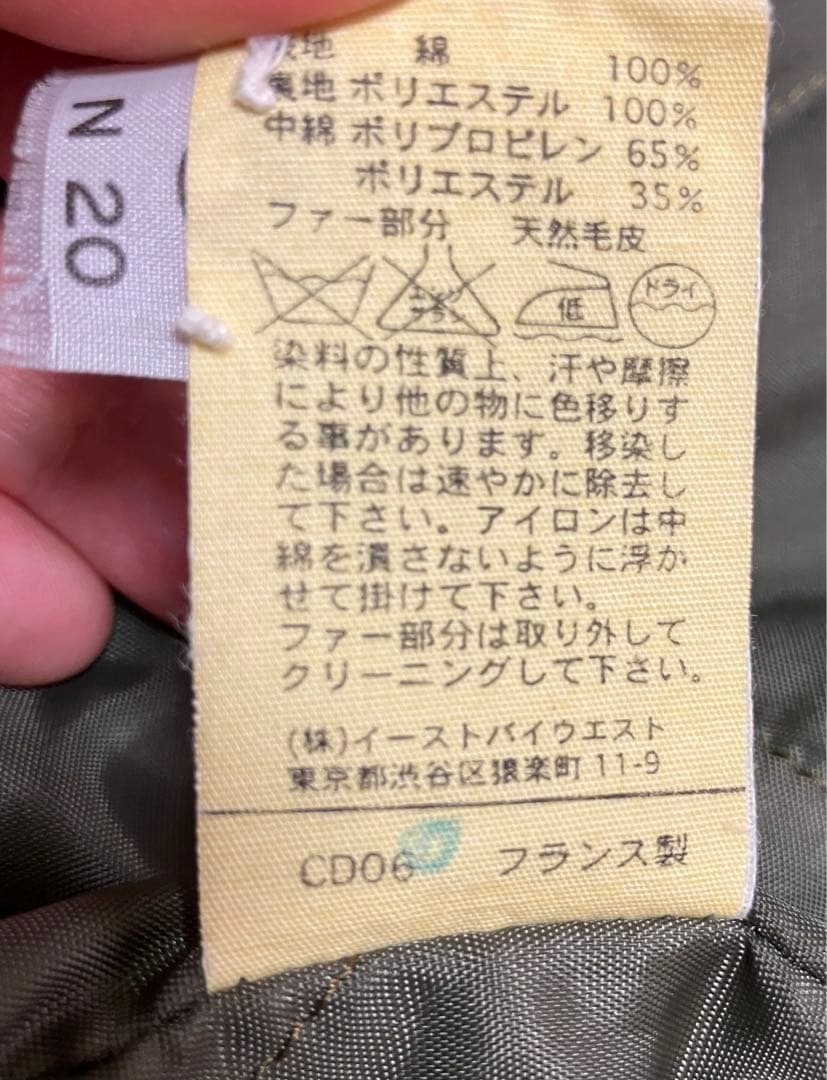 表地 綿 100%
裏地 ポリエステル 100%
中綿 ポリプロピレン 65%
ポリエステル 35%
ファー部分 天然毛皮
エンソ サラシ 低 ドライ
染料の性質上、汗や摩擦
により他の物に色移りす
る事があります。移染し
た場合は速やかに除去し
て下さい。アイロンは中
綿を潰さないように浮か
せて掛けて下さい。
ファー部分は取り外して
クリーニングして下さい。
(株)イーストバイウエスト
東京都渋谷区猿楽町 11-9
CD06 フランス製
N 20